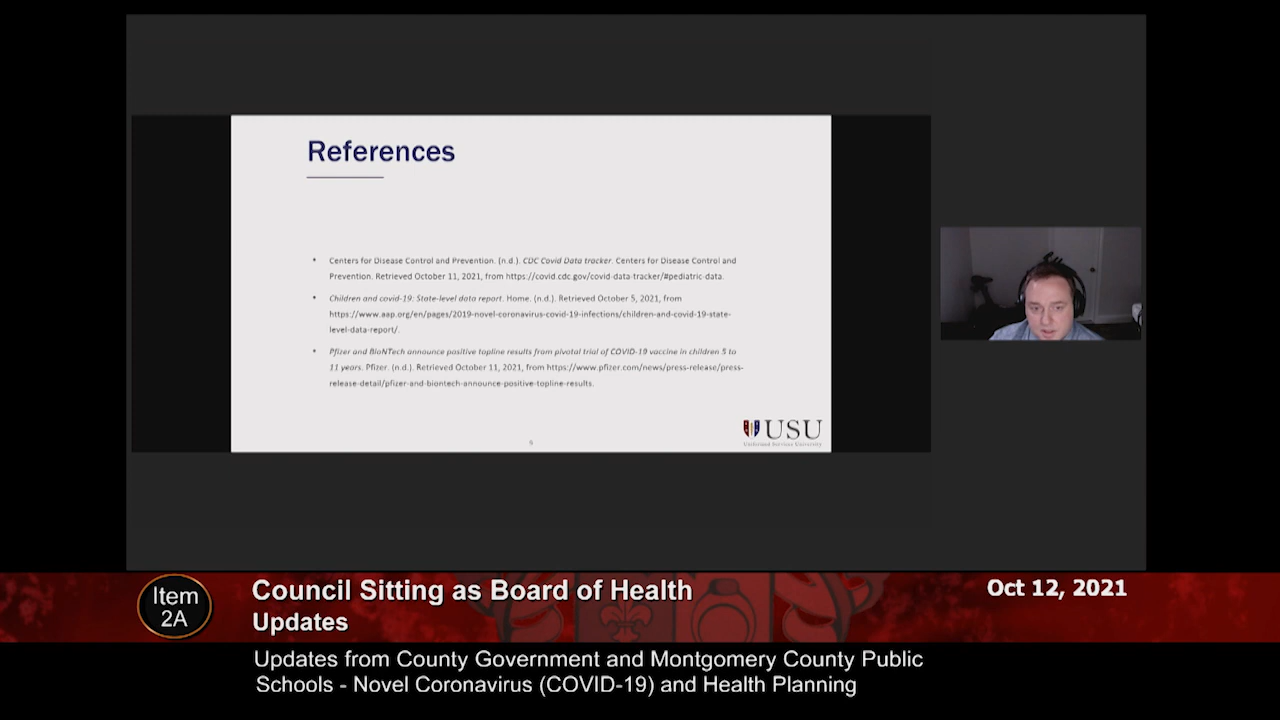 References
• Centers for Disease Control and Prevention. (n.d.). CDC Covid Data tracker. Centers for Disease Control and
Prevention. Retrieved October 11, 2021, from https://covid.cdc.gov/covid-data-tracker/#pediatric-data.
• Children and covid-19: State-level data report. Home. (n.d.). Retrieved October 5, 2021, from
https://www.aap.org/en/pages/2019-novel-coronavirus-covid-19-infections/children-and-covid-19-state-
level-data-report/.
• Pfizer and BioNTech announce positive topline results from pivotal trial of COVID-19 vaccine in children 5 to
11 years. Pfizer. (n.d.). Retrieved October 11, 2021, from https://www.pfizer.com/news/press-release/press-
release-detail/pfizer-and-biontech-announce-positive-topline-results.
USU
Uniformed Services University
Item
2A
Council Sitting as Board of Health
Updates
Oct 12, 2021
Updates from County Government and Montgomery County Public
Schools - Novel Coronavirus (COVID-19) and Health Planning